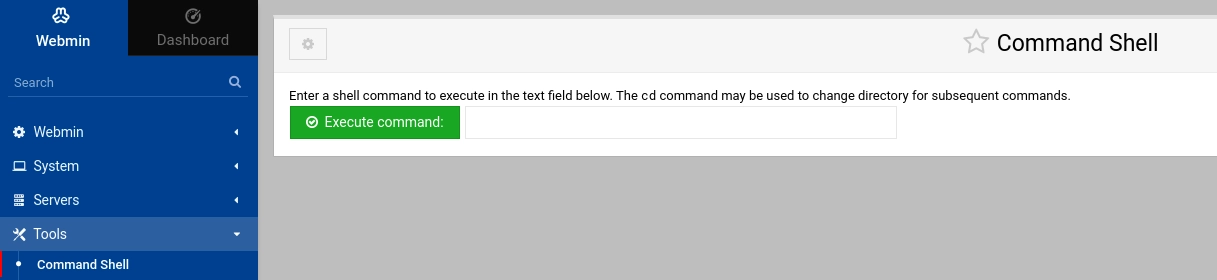 Webmin
Dashboard
Search
Webmin
System
Servers
Tools
Command Shell
Command Shell
Enter a shell command to execute in the text field below. The cd command may be used to change directory for subsequent commands.
Execute command: